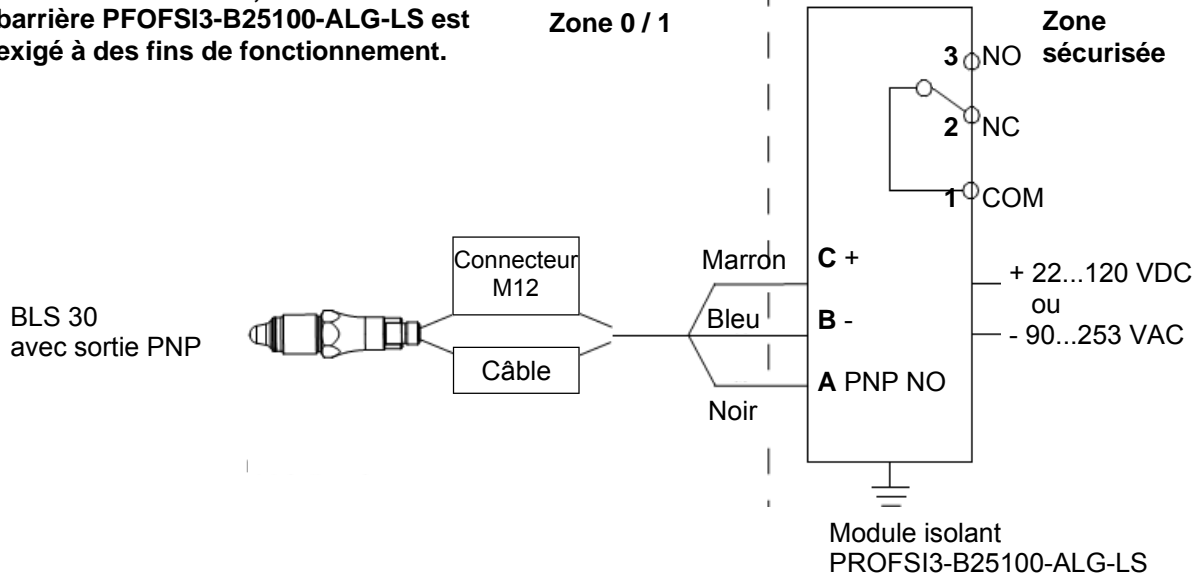 barrière PFOFSI3-B25100-ALG-LS est
exigé à des fins de fonctionnement.
Zone 0 / 1
Zone
sécurisée
3 NO
2 NC
1 COM
Connecteur
M12
Marron
C +
+ 22...120 VDC
ou
- 90...253 VAC
BLS 30
avec sortie PNP
Bleu
B -
Câble
A PNP NO
Noir
Module isolant
PROFSI3-B25100-ALG-LS